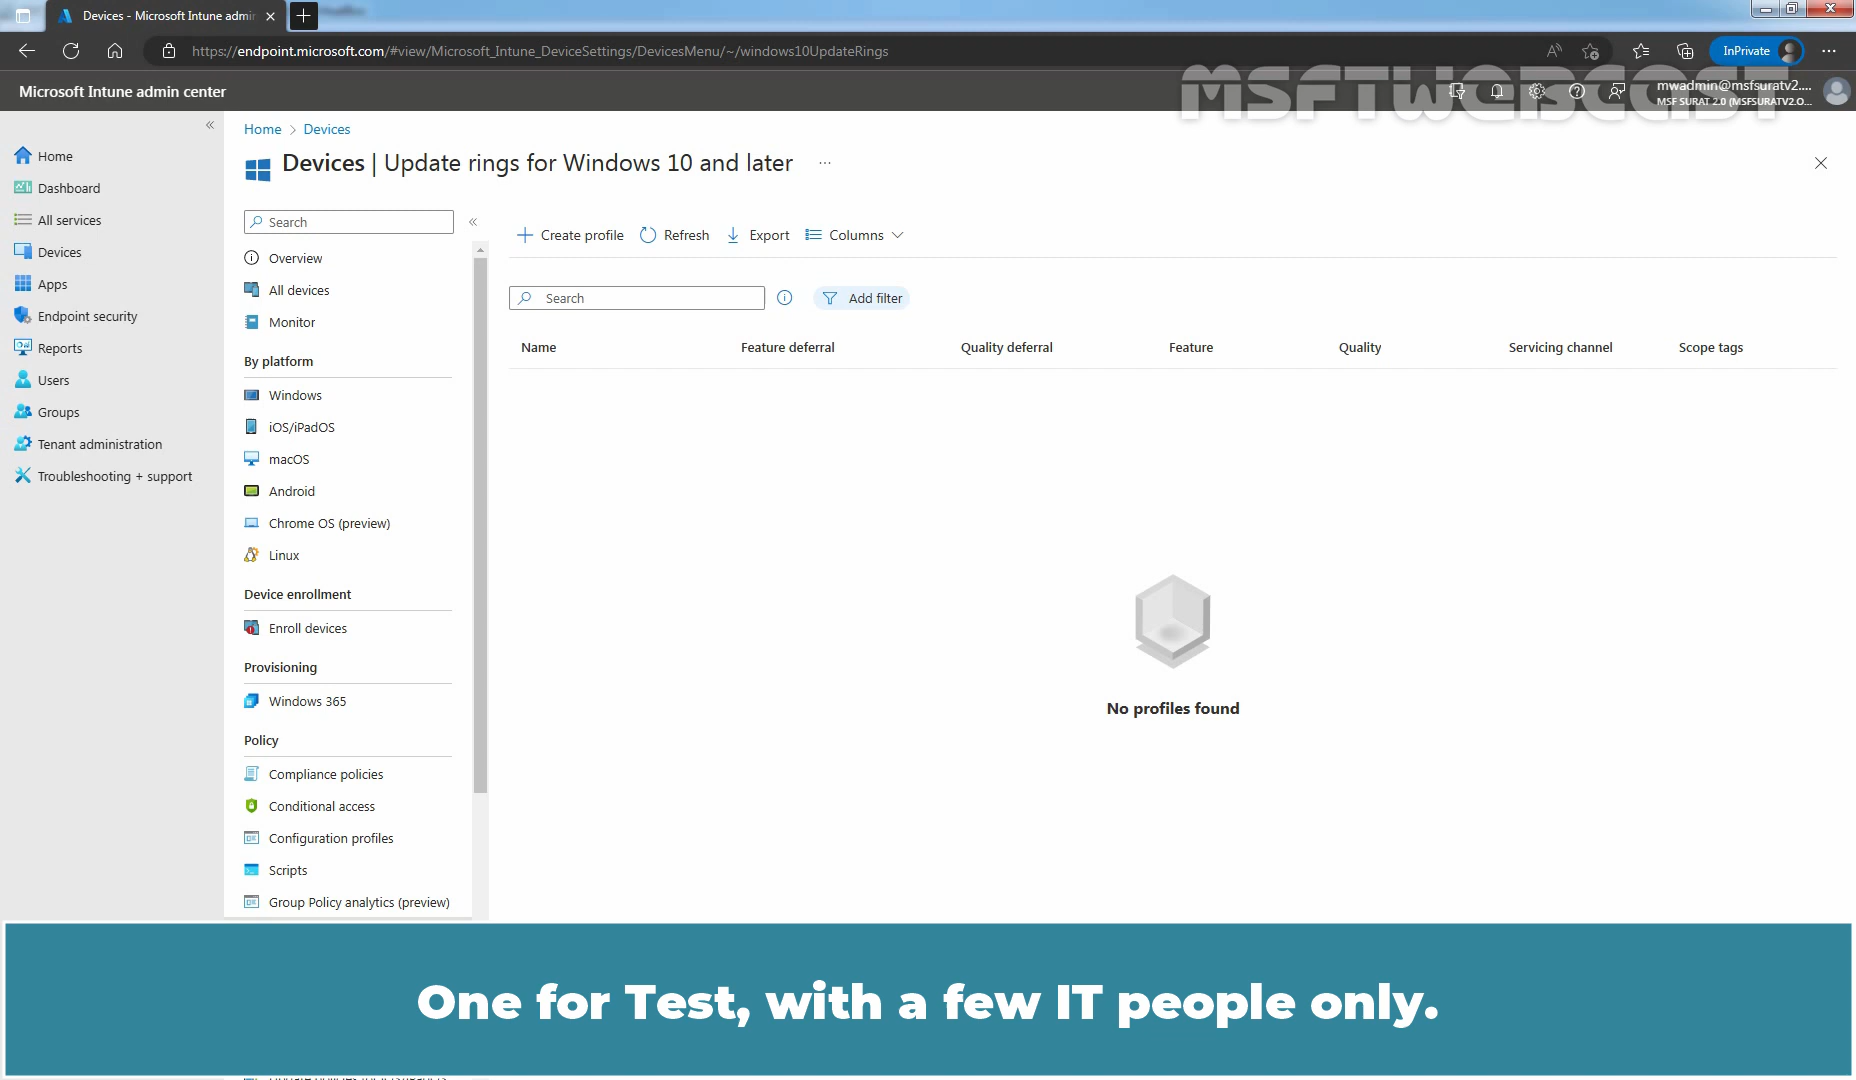 Devices - Microsoft Intune admin
https://endpoint.microsoft.com/#view/Microsoft_Intune_DeviceSettings/DevicesMenu/~/windows10UpdateRings
InPrivate
Microsoft Intune admin center
MSFTWEBCAST
mwadmin@msfsuratv2....
MSF SURAT 2.0 (MSFSURATV2.O...
Home
Dashboard
All services
Devices
Apps
Endpoint security
Reports
Users
Groups
Tenant administration
Troubleshooting + support
Home > Devices
Devices | Update rings for Windows 10 and later ...
Search
Overview
All devices
Monitor
By platform
Windows
iOS/iPadOS
macOS
Android
Chrome OS (preview)
Linux
Device enrollment
Enroll devices
Provisioning
Windows 365
Policy
Compliance policies
Conditional access
Configuration profiles
Scripts
Group Policy analytics (preview)
Create profile Refresh Export Columns
Search Add filter
Name Feature deferral Quality deferral Feature Quality Servicing channel Scope tags
No profiles found
One for Test, with a few IT people only.